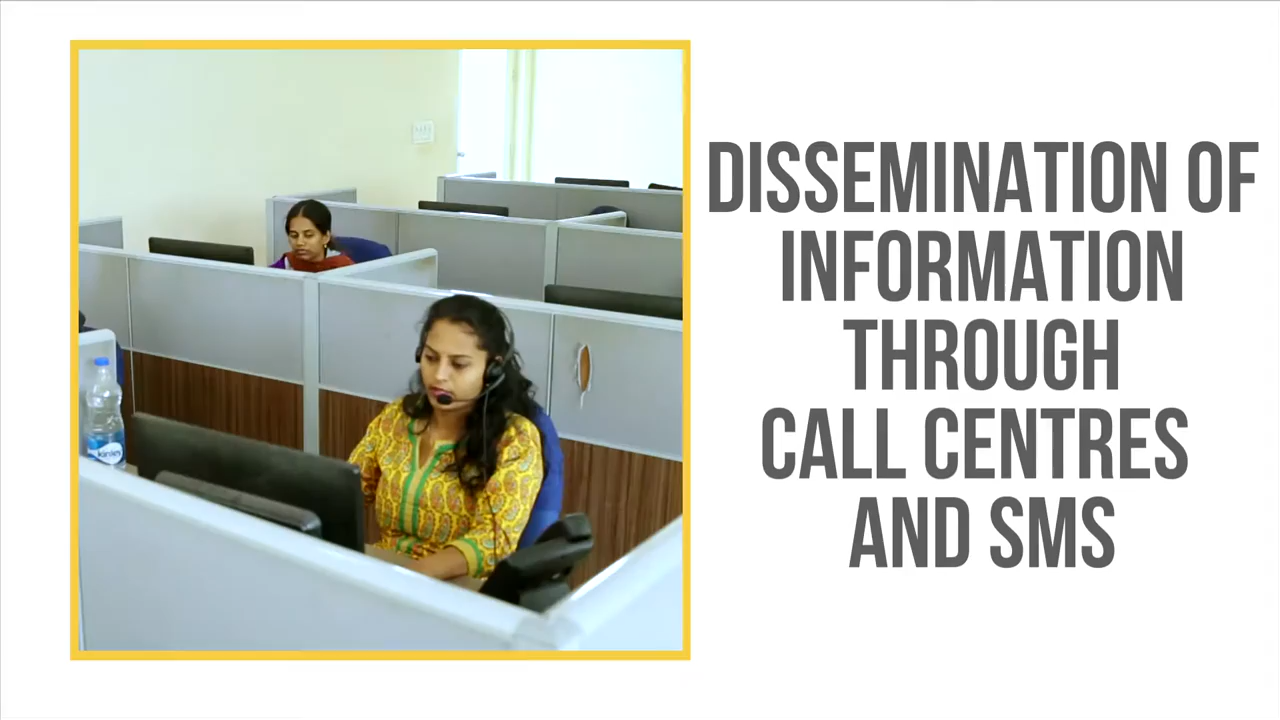 DISSEMINATION OF
INFORMATION
THROUGH
CALL CENTRES
AND SMS